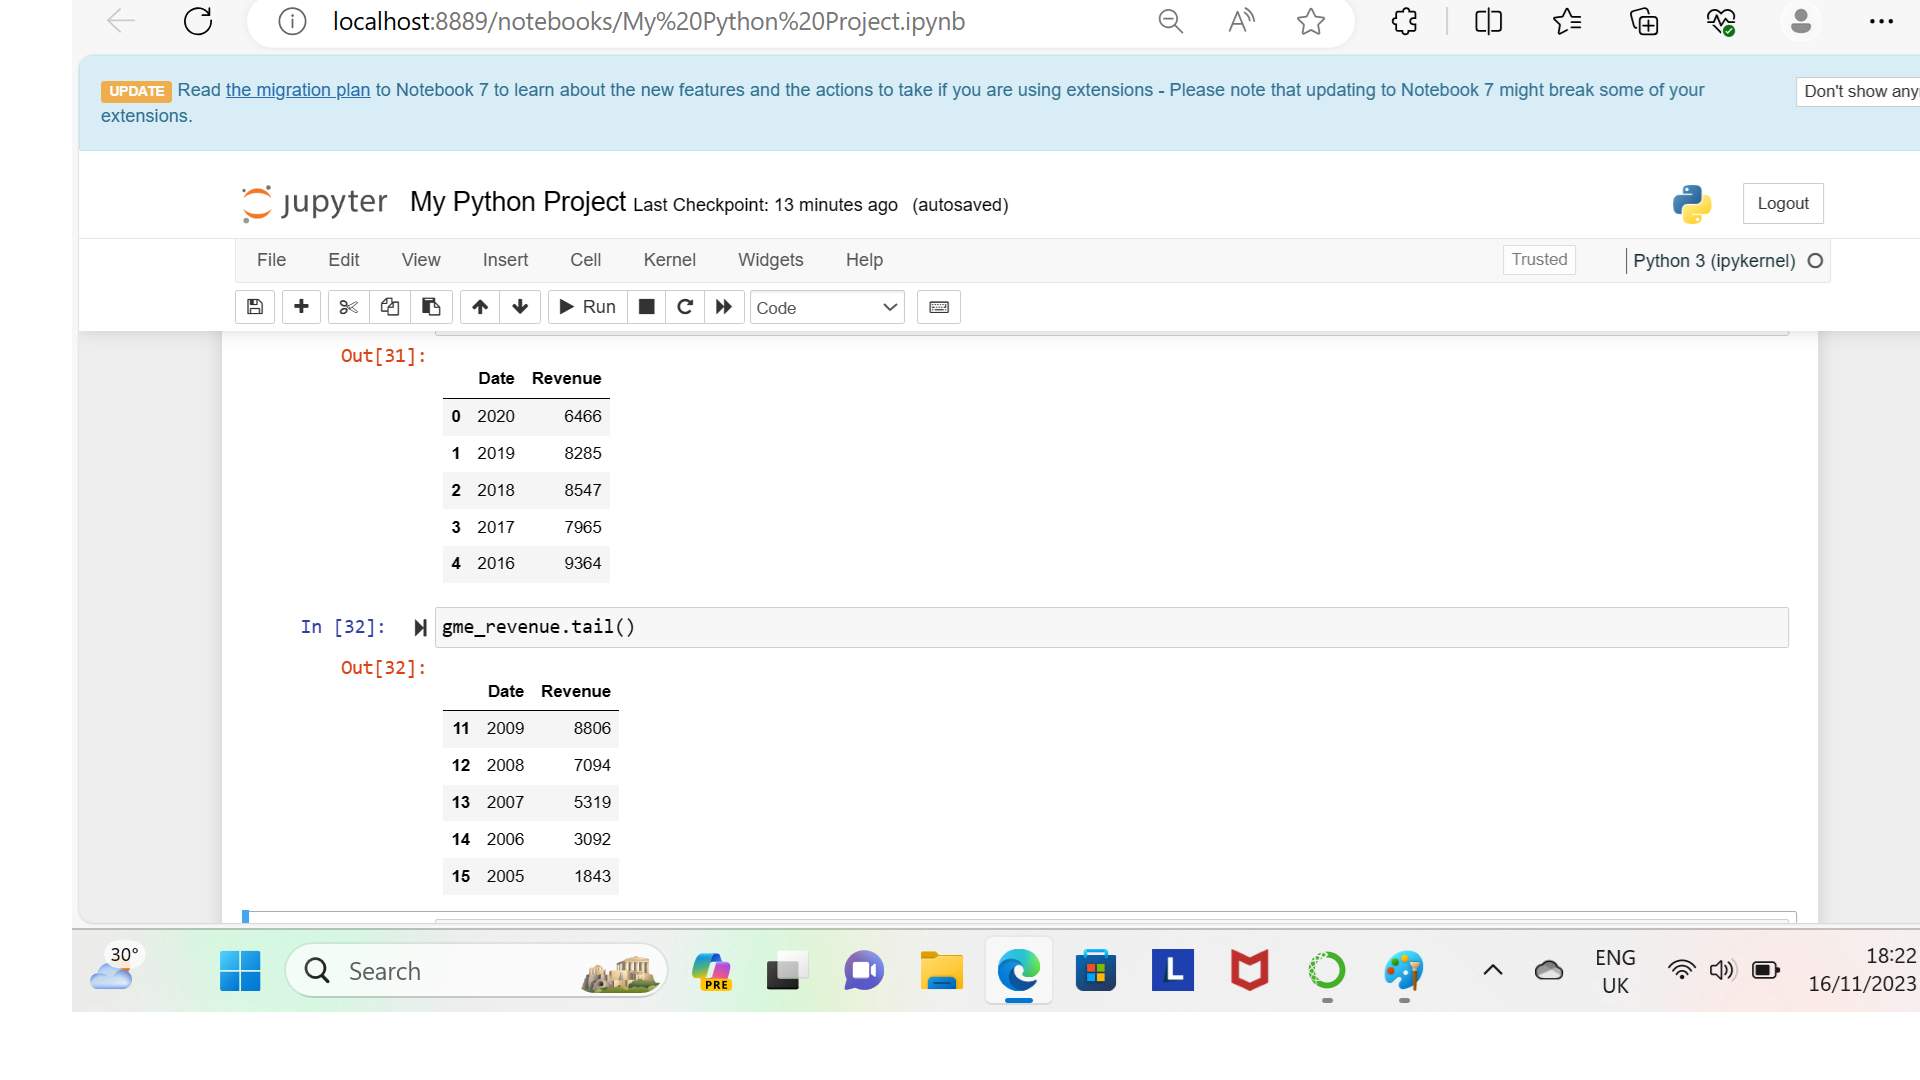 localhost:8889/notebooks/My%20Python%20Project.ipynb
UPDATE Read the migration plan to Notebook 7 to learn about the new features and the actions to take if you are using extensions - Please note that updating to Notebook 7 might break some of your
extensions.
Don't show any
jupyter My Python Project Last Checkpoint: 13 minutes ago (autosaved)
Logout
File Edit View Insert Cell Kernel Widgets Help
Trusted
Python 3 (ipykernel)
Run
Code
Out[31]:
Date Revenue
0 2020 6466
1 2019 8285
2 2018 8547
3 2017 7965
4 2016 9364
In [32]: gme_revenue.tail()
Out[32]:
Date Revenue
11 2009 8806
12 2008 7094
13 2007 5319
14 2006 3092
15 2005 1843
30°
Search
PRE
L
ENG
UK
18:22
16/11/2023